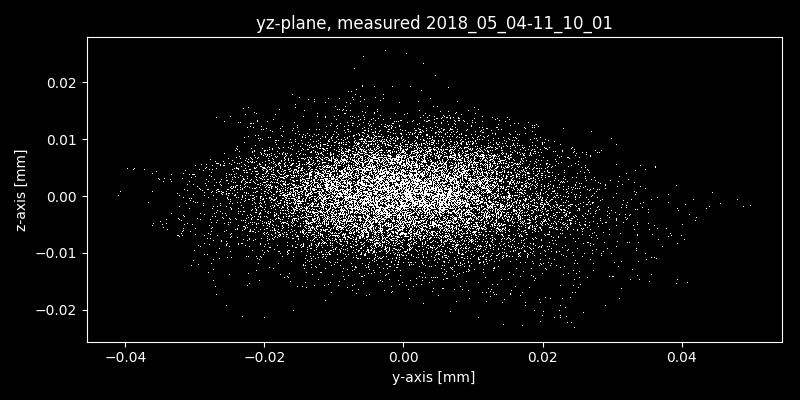 yz-plane, measured 2018_05_04-11_10_01
0.02
0.01
0.00
−0.01
−0.02
z-axis [mm]
−0.04 −0.02 0.00 0.02 0.04
y-axis [mm]